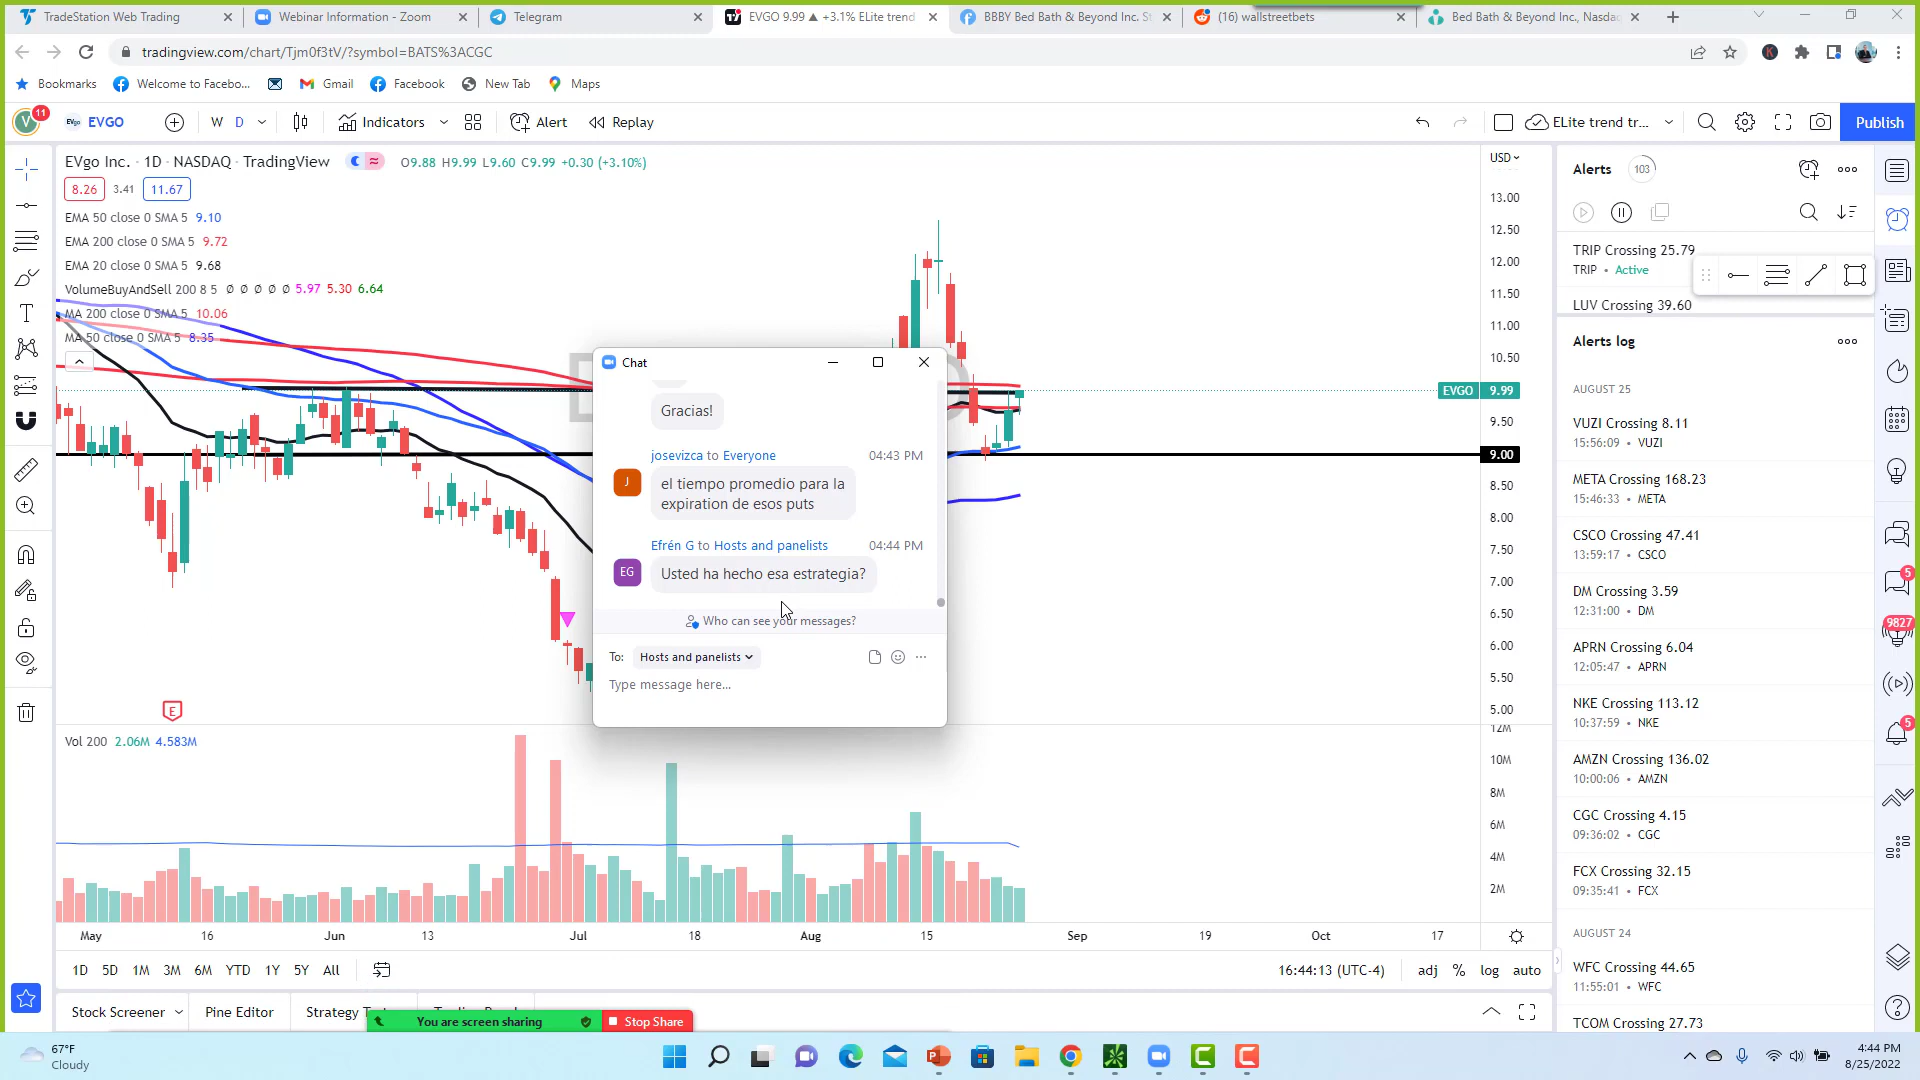 TradeStation Web Trading
Webinar Information - Zoom
Telegram
EVGO 9.99 ▲ +3.1% ELite trend
BBBY Bed Bath & Beyond Inc. St
(16) wallstreetbets
Bed Bath & Beyond Inc., Nasdaq
tradingview.com/chart/Tjm0f3tV/?symbol=BATS%3ACGC
Bookmarks
Welcome to Facebo...
Gmail
Facebook
New Tab
Maps
V
11
EVGO
W
D
Indicators
Alert
Replay
ELite trend tr...
Publish
EVgo Inc. · 1D · NASDAQ · TradingView
O9.88 H9.99 L9.60 C9.99 +0.30 (+3.10%)
8.26
3.41
11.67
EMA 50 close 0 SMA 5 9.10
EMA 200 close 0 SMA 5 9.72
EMA 20 close 0 SMA 5 9.68
VolumeBuyAndSell 200 8 5 Ø Ø Ø Ø Ø 5.97 5.30 6.64
MA 200 close 0 SMA 5 10.06
MA 50 close 0 SMA 5 8.35
Vol 200 2.06M 4.583M
E
USD
13.00
12.50
12.00
11.50
11.00
10.50
EVGO 9.99
9.50
9.00
8.50
8.00
7.50
7.00
6.50
6.00
5.50
5.00
12M
10M
8M
6M
4M
2M
May
16
Jun
13
Jul
18
Aug
15
Sep
19
Oct
17
1D 5D 1M 3M 6M YTD 1Y 5Y All
16:44:13 (UTC-4)
adj % log auto
Stock Screener
Pine Editor
Strategy
You are screen sharing
Stop Share
Chat
Gracias!
josevizca to Everyone 04:43 PM
J
el tiempo promedio para la
expiration de esos puts
Efrén G to Hosts and panelists 04:44 PM
EG
Usted ha hecho esa estrategia?
Who can see your messages?
To: Hosts and panelists
Type message here...
Alerts 103
TRIP Crossing 25.79
TRIP • Active
LUV Crossing 39.60
Alerts log
AUGUST 25
VUZI Crossing 8.11
15:56:09 • VUZI
META Crossing 168.23
15:46:33 • META
CSCO Crossing 47.41
13:59:17 • CSCO
DM Crossing 3.59
12:31:00 • DM
APRN Crossing 6.04
12:05:47 • APRN
NKE Crossing 113.12
10:37:59 • NKE
AMZN Crossing 136.02
10:00:06 • AMZN
CGC Crossing 4.15
09:36:02 • CGC
FCX Crossing 32.15
09:35:41 • FCX
AUGUST 24
WFC Crossing 44.65
11:55:01 • WFC
TCOM Crossing 27.73
5
9827
5
67°F
Cloudy
4:44 PM
8/25/2022